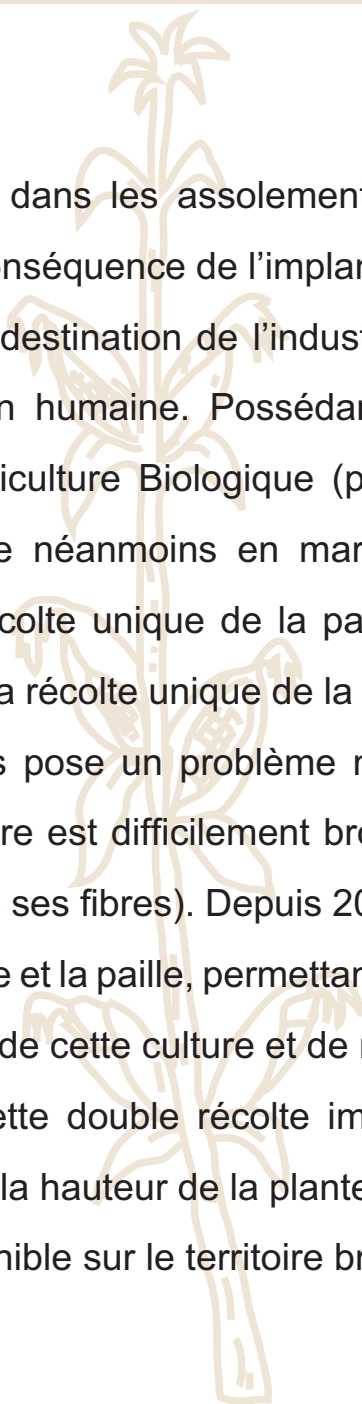 dans les assolement
onséquence de l’implan
destination de l’indust
n humaine. Possédan
iculture Biologique (p
e néanmoins en mar
colte unique de la pa
a récolte unique de la
s pose un problème m
re est difficilement bro
ses fibres). Depuis 20
e et la paille, permettan
de cette culture et de r
ette double récolte im
la hauteur de la plante
nible sur le territoire br